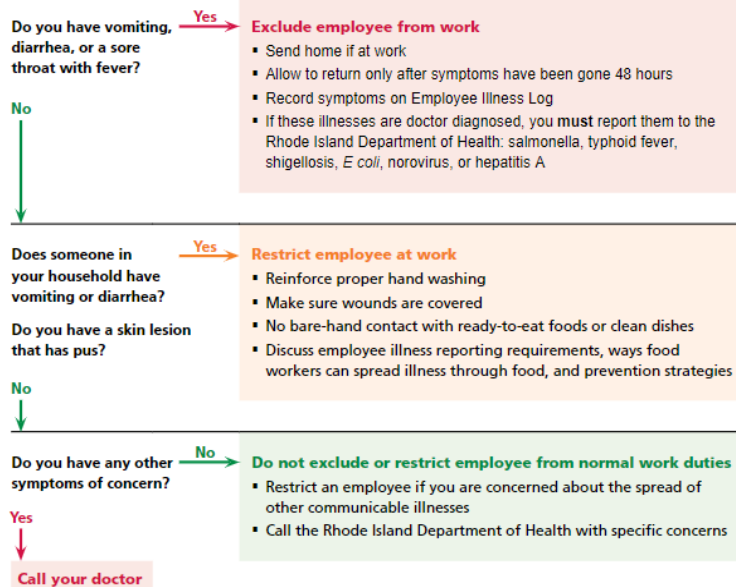 Do you have vomiting,
diarrhea, or a sore
throat with fever?
Yes
Exclude employee from work
▪ Send home if at work
▪ Allow to return only after symptoms have been gone 48 hours
▪ Record symptoms on Employee Illness Log
▪ If these illnesses are doctor diagnosed, you must report them to the
Rhode Island Department of Health: salmonella, typhoid fever,
shigellosis, E coli, norovirus, or hepatitis A
No
Does someone in
your household have
vomiting or diarrhea?
Do you have a skin lesion
that has pus?
Yes
Restrict employee at work
▪ Reinforce proper hand washing
▪ Make sure wounds are covered
▪ No bare-hand contact with ready-to-eat foods or clean dishes
▪ Discuss employee illness reporting requirements, ways food
workers can spread illness through food, and prevention strategies
No
Do you have any other
symptoms of concern?
No
Do not exclude or restrict employee from normal work duties
▪ Restrict an employee if you are concerned about the spread of
other communicable illnesses
▪ Call the Rhode Island Department of Health with specific concerns
Yes
Call your doctor